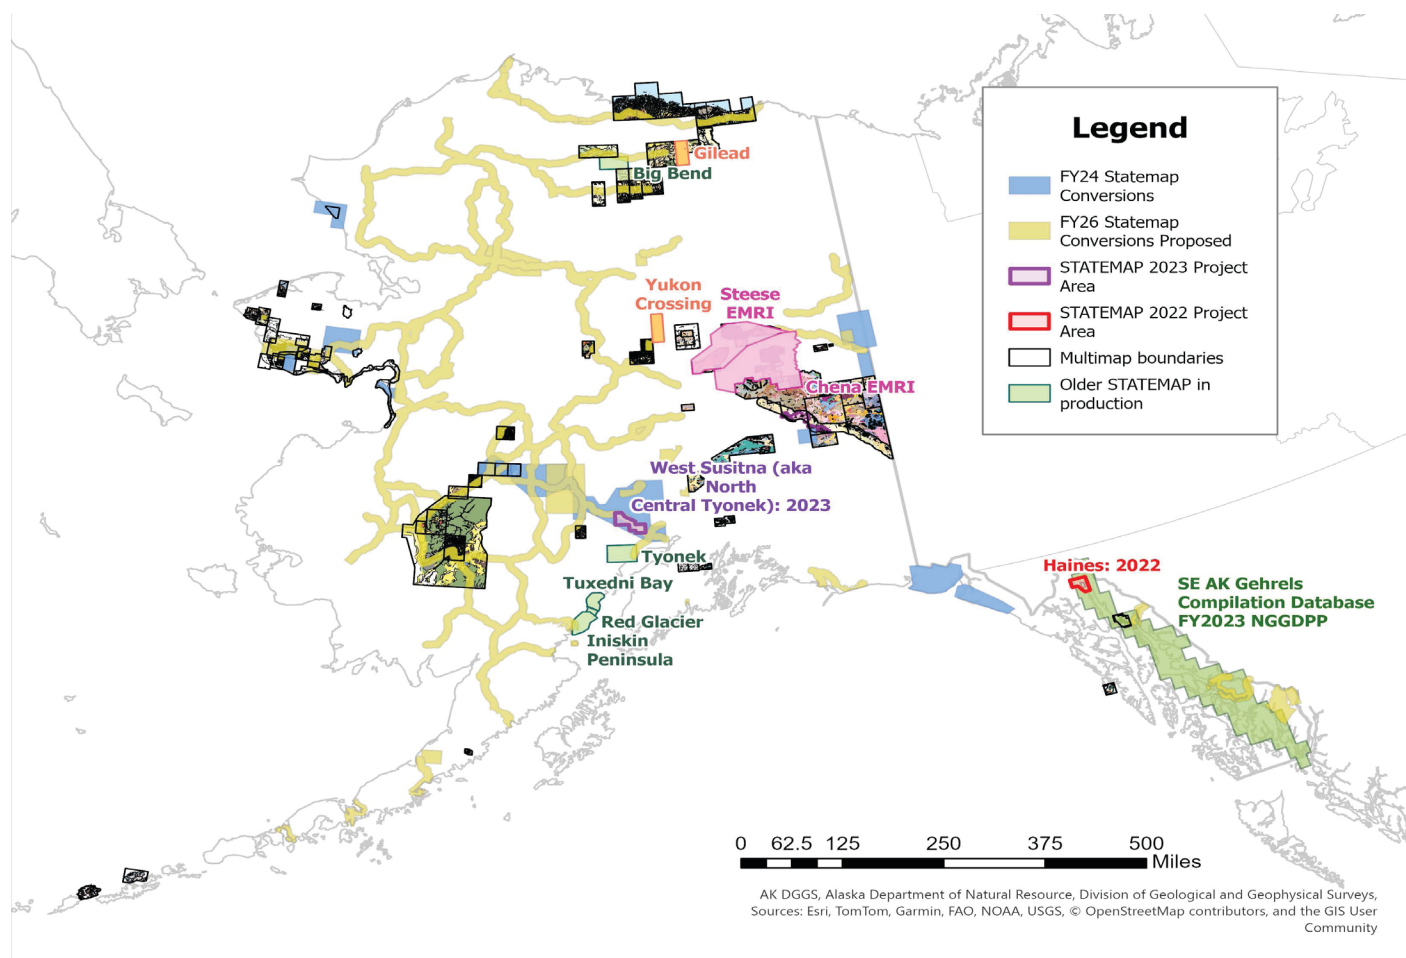 Legend
FY24 Statemap
Conversions
FY26 Statemap
Conversions Proposed
STATEMAP 2023 Project
Area
STATEMAP 2022 Project
Area
Multimap boundaries
Older STATEMAP in
production
Gilead
Big Bend
Yukon
Crossing
Steese
EMRI
Chena EMRI
West Susitna (aka
North
Central Tyonek): 2023
Tyonek
Tuxedni Bay
Red Glacier
Iniskin
Peninsula
Haines: 2022
SE AK Gehrels
Compilation Database
FY2023 NGGDPP
0 62.5 125 250 375 500
Miles
AK DGGS, Alaska Department of Natural Resource, Division of Geological and Geophysical Surveys,
Sources: Esri, TomTom, Garmin, FAO, NOAA, USGS, © OpenStreetMap contributors, and the GIS User
Community